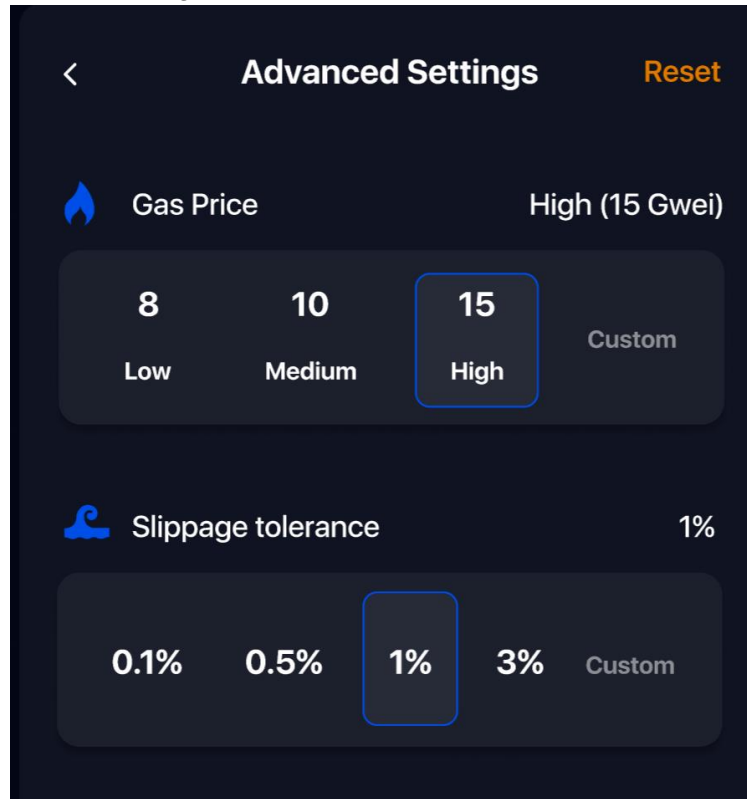 Advanced Settings Reset
Gas Price High (15 Gwei)
8 10 15 Custom
Low Medium High
Slippage tolerance 1%
0.1% 0.5% 1% 3% Custom